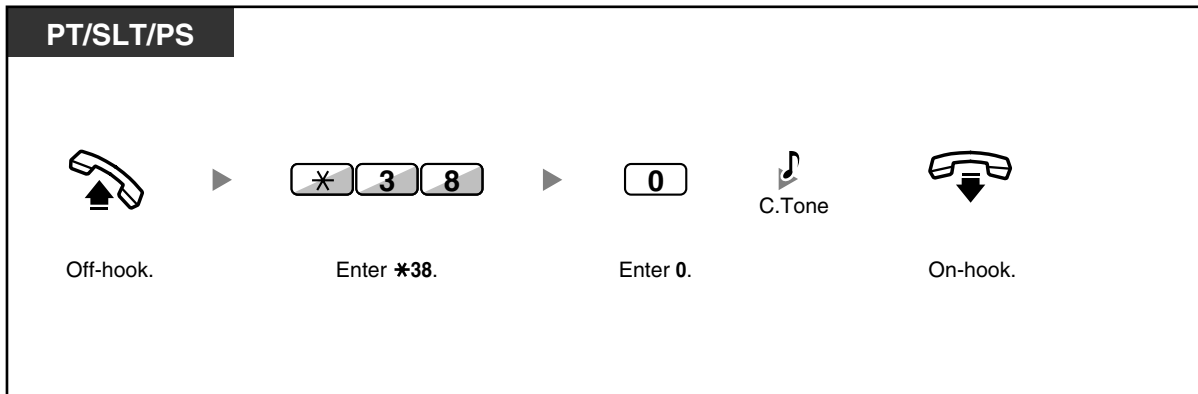 PT/SLT/PS
* 3 8
0
C.Tone
Off-hook.
Enter *38.
Enter 0.
On-hook.